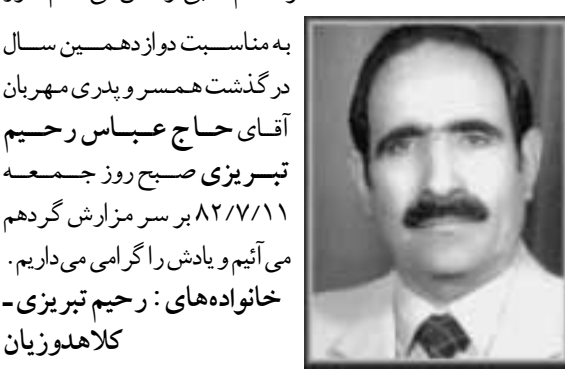 به مناسبت دوازدهمین سال
درگذشت همسر و پدری مهربان
آقای حاج عباس رحیم
تبریزی صبح روز جمعه
۸۲/۷/۱۱ بر سر مزارش گردهم
می‌آئیم و یادش را گرامی می‌داریم.
خانواده‌های : رحیم تبریزی ـ
کلاهدوزیان